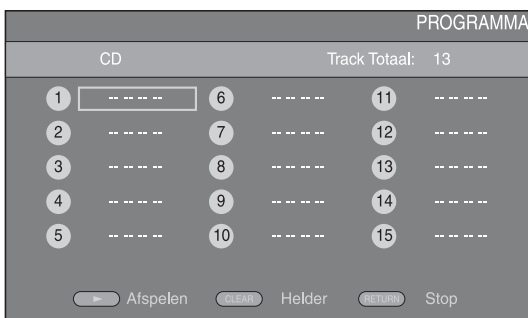 PROGRAMMA
CD Track Totaal: 13
1 -- -- -- -- 6 -- -- -- -- 11 -- -- -- --
2 -- -- -- -- 7 -- -- -- -- 12 -- -- -- --
3 -- -- -- -- 8 -- -- -- -- 13 -- -- -- --
4 -- -- -- -- 9 -- -- -- -- 14 -- -- -- --
5 -- -- -- -- 10 -- -- -- -- 15 -- -- -- --
Afspelen CLEAR Helder RETURN Stop